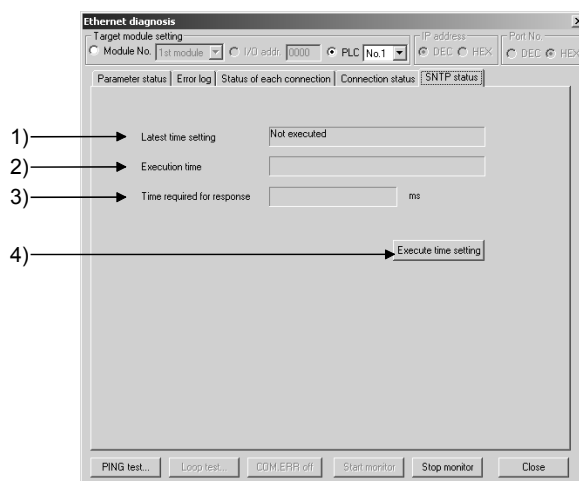 Ethernet diagnosis
Target module setting
IP address
Port No.
Module No. 1st module I/O addr. 0000 PLC No.1 DEC HEX DEC HEX
Parameter status Error log Status of each connection Connection status SNTP status
1) Latest time setting Not executed
2) Execution time
3) Time required for response ms
4) Execute time setting
PING test... Loop test... COM.ERR off Start monitor Stop monitor Close